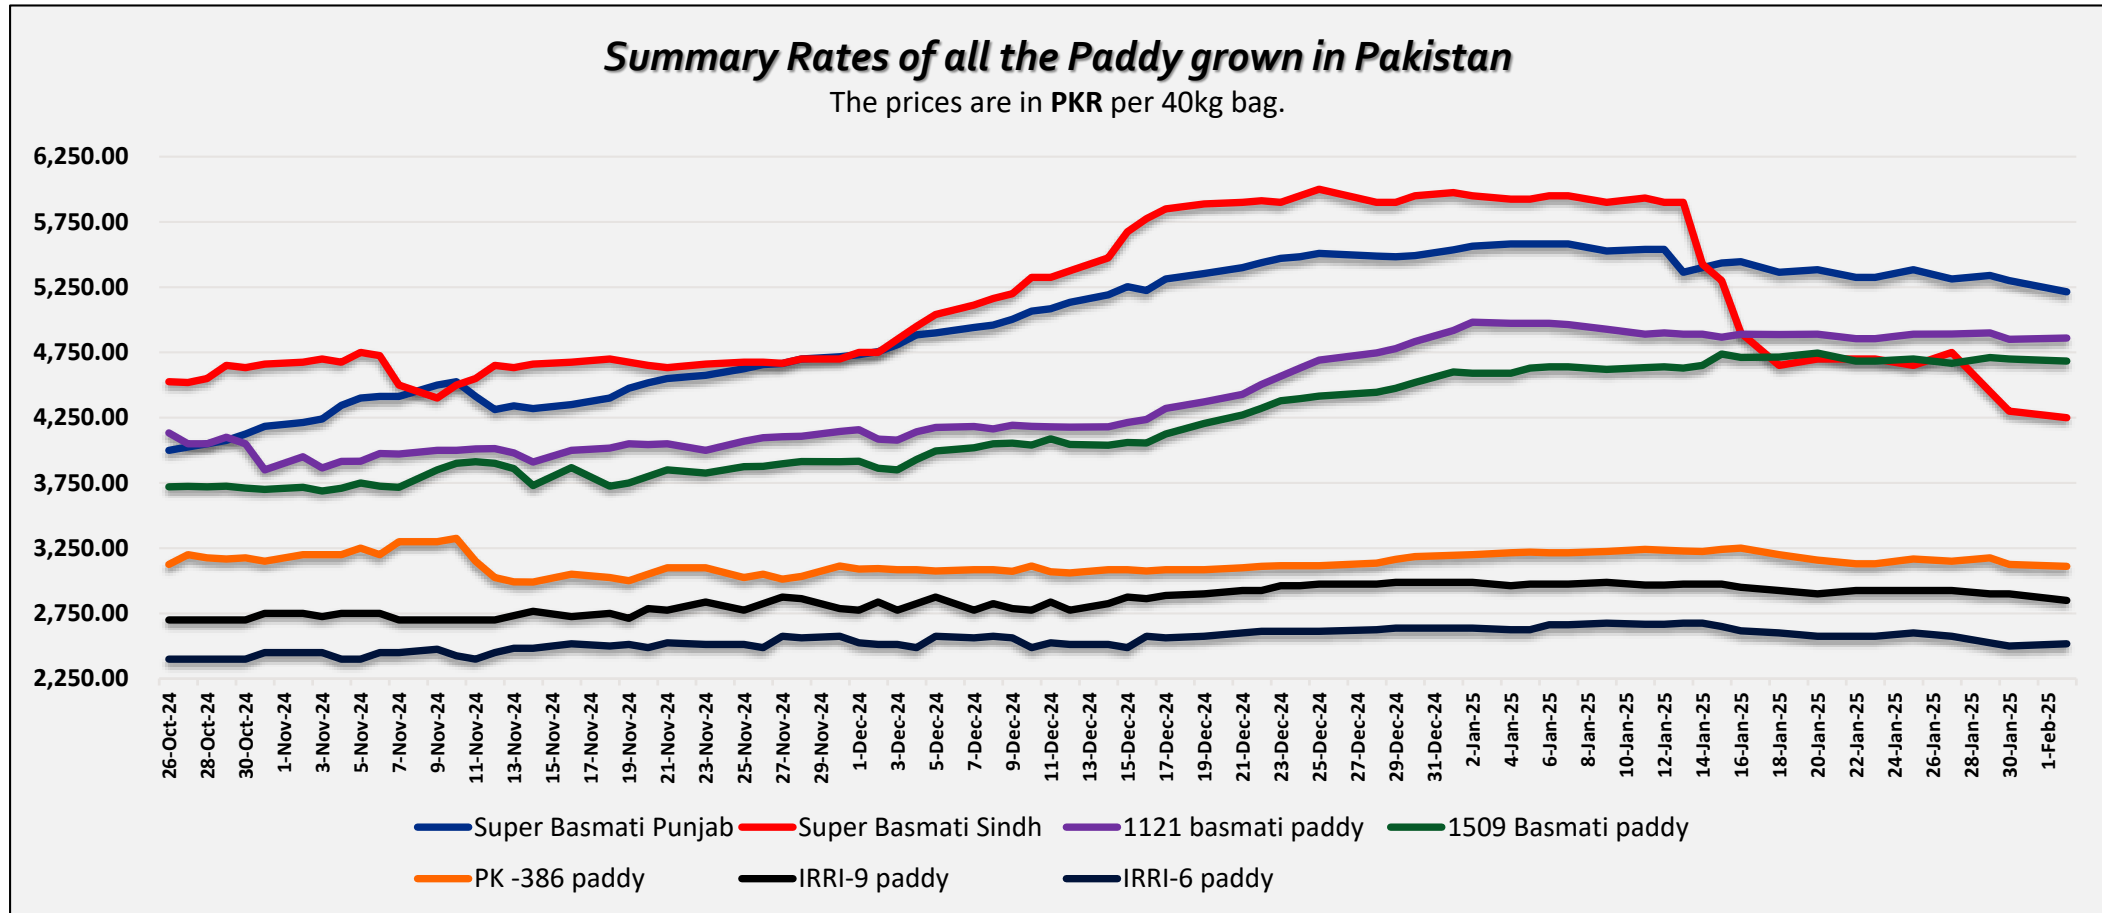 Summary Rates of all the Paddy grown in Pakistan
The prices are in PKR per 40kg bag.
6,250.00
5,750.00
5,250.00
4,750.00
4,250.00
3,750.00
3,250.00
2,750.00
2,250.00
26-Oct-24
28-Oct-24
30-Oct-24
1-Nov-24
3-Nov-24
5-Nov-24
7-Nov-24
9-Nov-24
11-Nov-24
13-Nov-24
15-Nov-24
17-Nov-24
19-Nov-24
21-Nov-24
23-Nov-24
25-Nov-24
27-Nov-24
29-Nov-24
1-Dec-24
3-Dec-24
5-Dec-24
7-Dec-24
9-Dec-24
11-Dec-24
13-Dec-24
15-Dec-24
17-Dec-24
19-Dec-24
21-Dec-24
23-Dec-24
25-Dec-24
27-Dec-24
29-Dec-24
31-Dec-24
2-Jan-25
4-Jan-25
6-Jan-25
8-Jan-25
10-Jan-25
12-Jan-25
14-Jan-25
16-Jan-25
18-Jan-25
20-Jan-25
22-Jan-25
24-Jan-25
26-Jan-25
28-Jan-25
30-Jan-25
1-Feb-25
Super Basmati Punjab Super Basmati Sindh 1121 basmati paddy 1509 Basmati paddy
PK -386 paddy IRRI-9 paddy IRRI-6 paddy